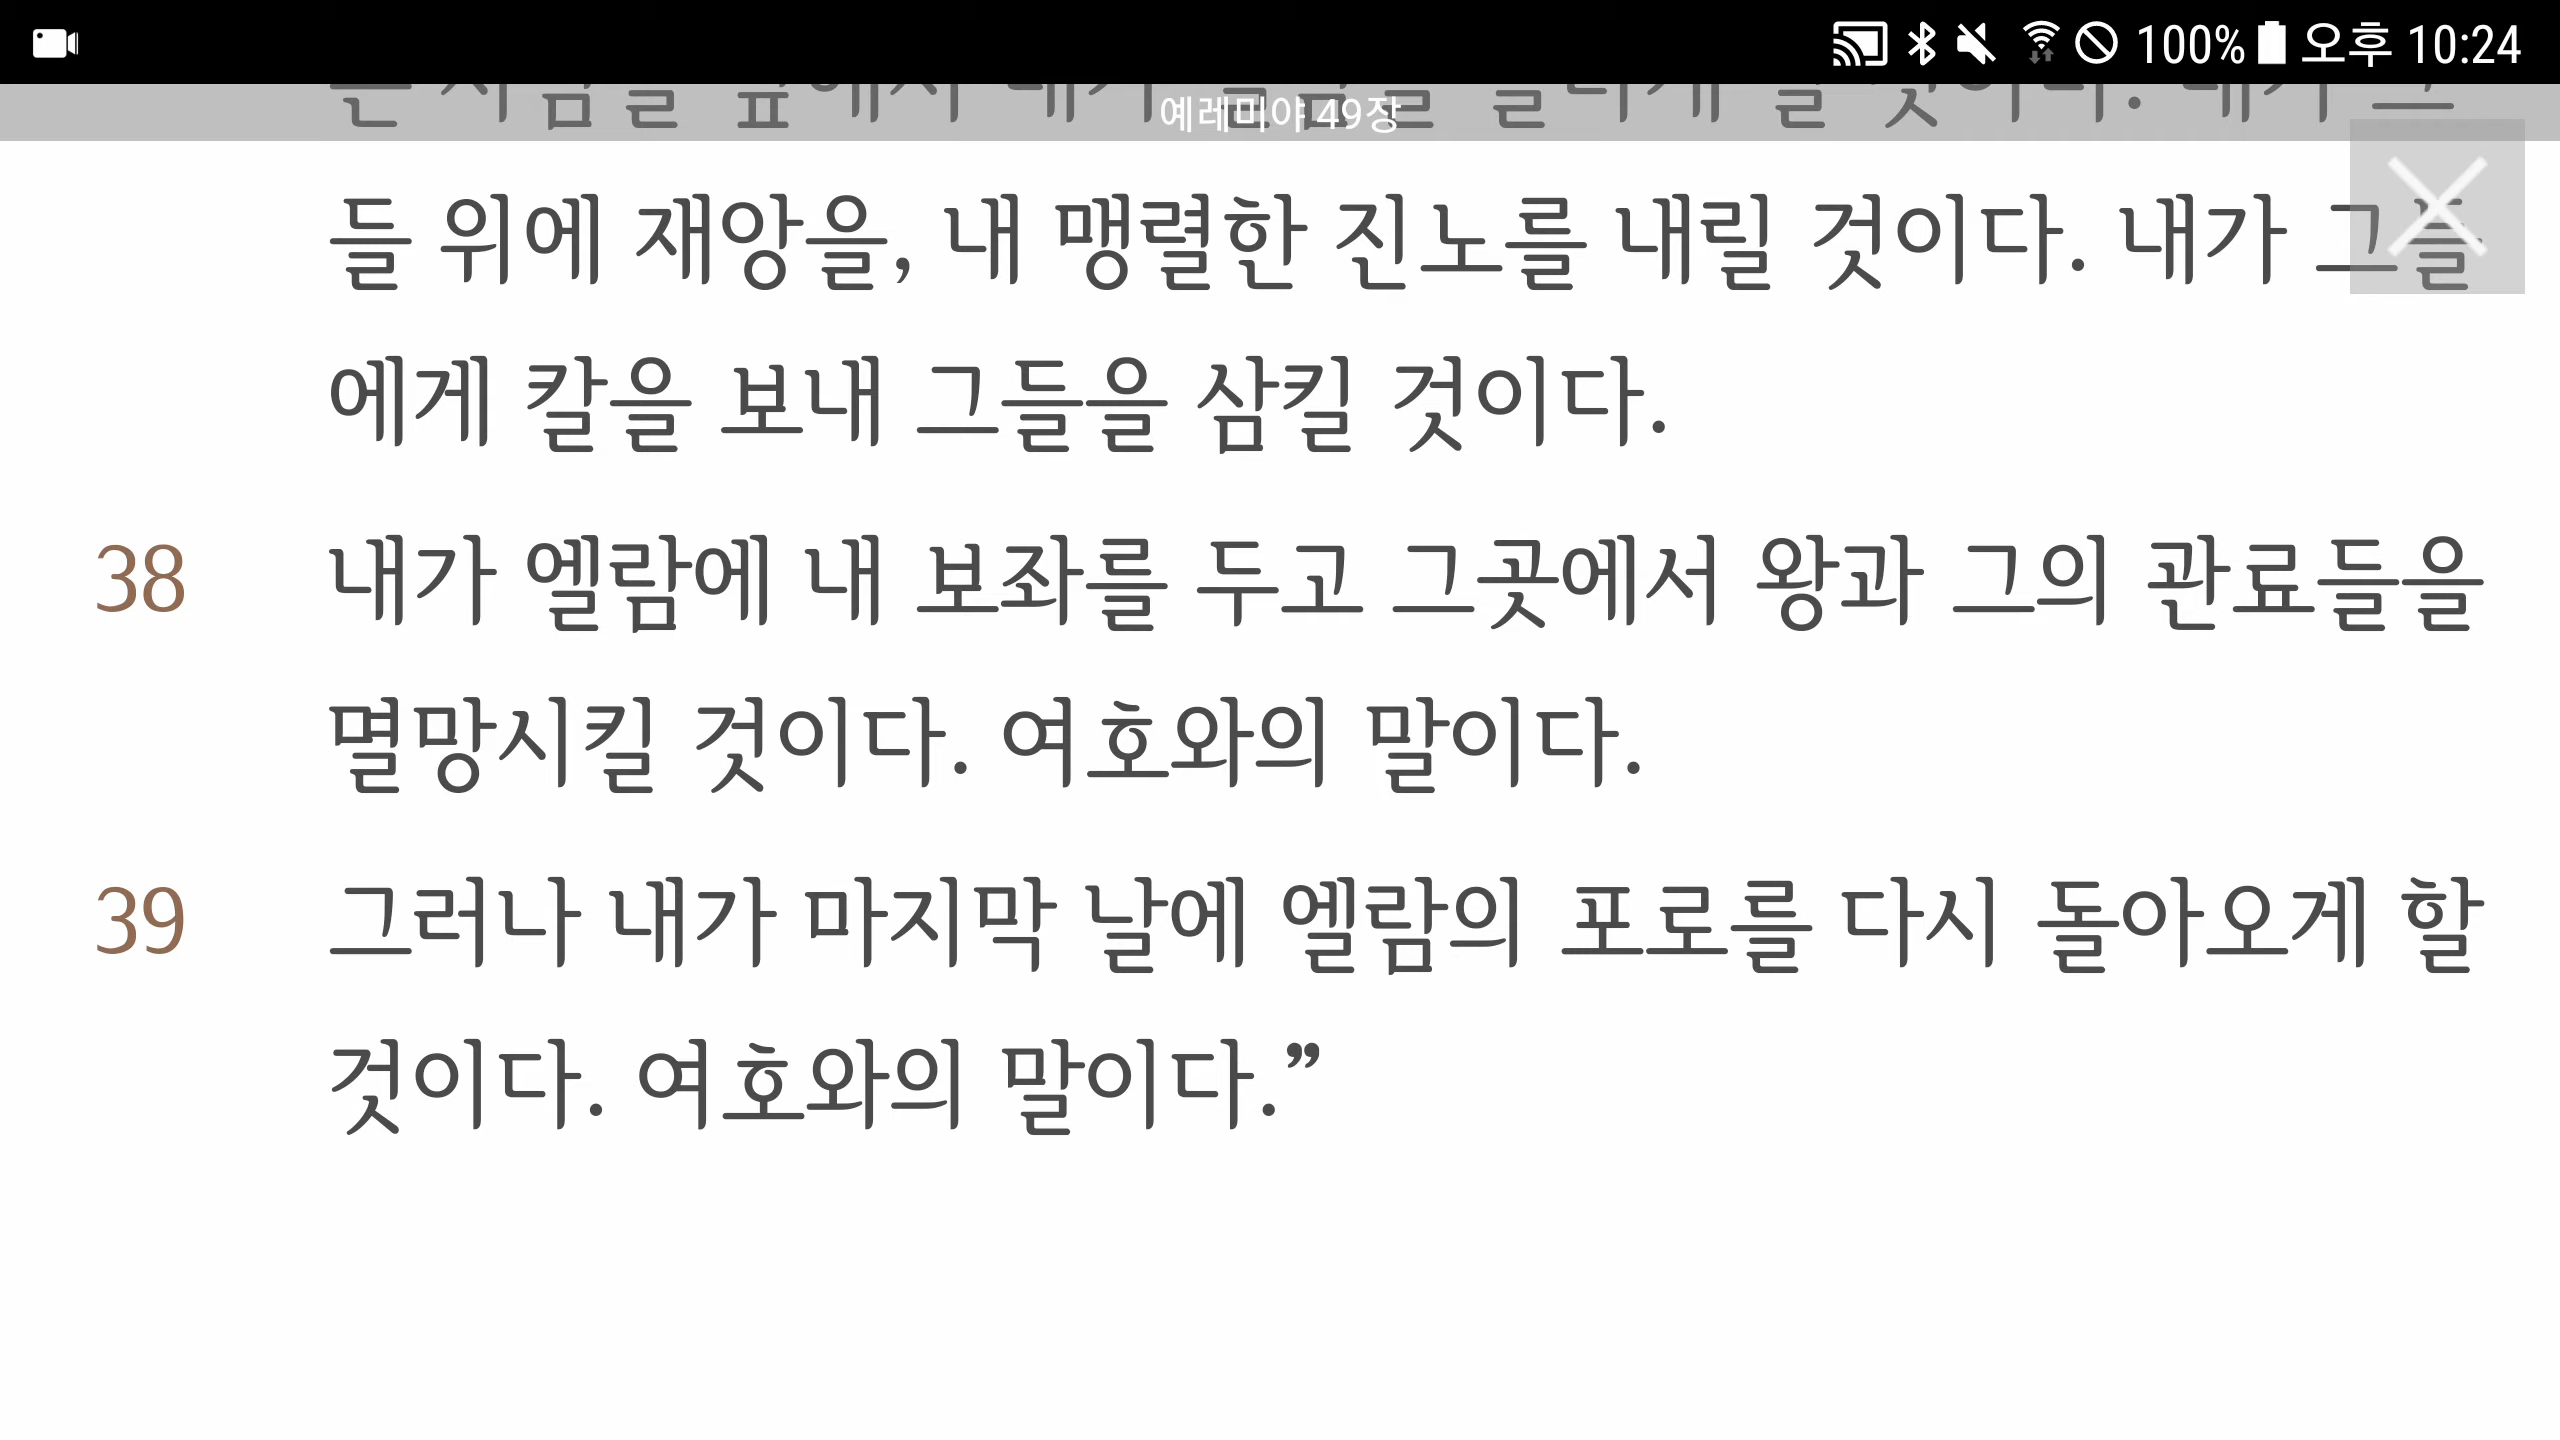 100% 오후 10:24
예레미야 49장
들 위에 재앙을, 내 맹렬한 진노를 내릴 것이다. 내가 그들
에게 칼을 보내 그들을 삼킬 것이다.
38 내가 엘람에 내 보좌를 두고 그곳에서 왕과 그의 관료들을
멸망시킬 것이다. 여호와의 말이다.
39 그러나 내가 마지막 날에 엘람의 포로를 다시 돌아오게 할
것이다. 여호와의 말이다.”